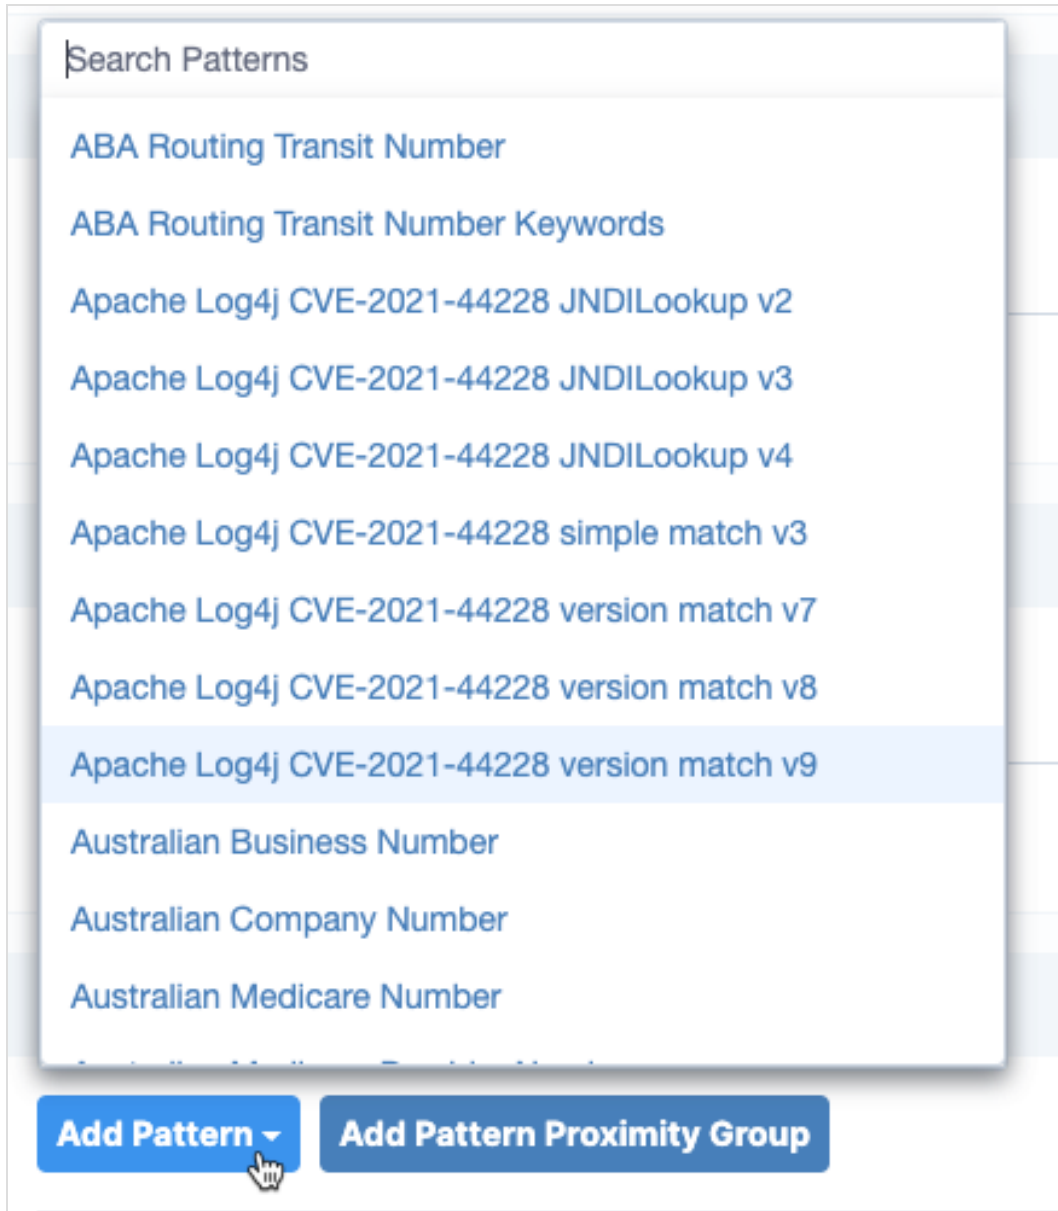 Search Patterns
ABA Routing Transit Number
ABA Routing Transit Number Keywords
Apache Log4j CVE-2021-44228 JNDILookup v2
Apache Log4j CVE-2021-44228 JNDILookup v3
Apache Log4j CVE-2021-44228 JNDILookup v4
Apache Log4j CVE-2021-44228 simple match v3
Apache Log4j CVE-2021-44228 version match v7
Apache Log4j CVE-2021-44228 version match v8
Apache Log4j CVE-2021-44228 version match v9
Australian Business Number
Australian Company Number
Australian Medicare Number
Add Pattern
Add Pattern Proximity Group